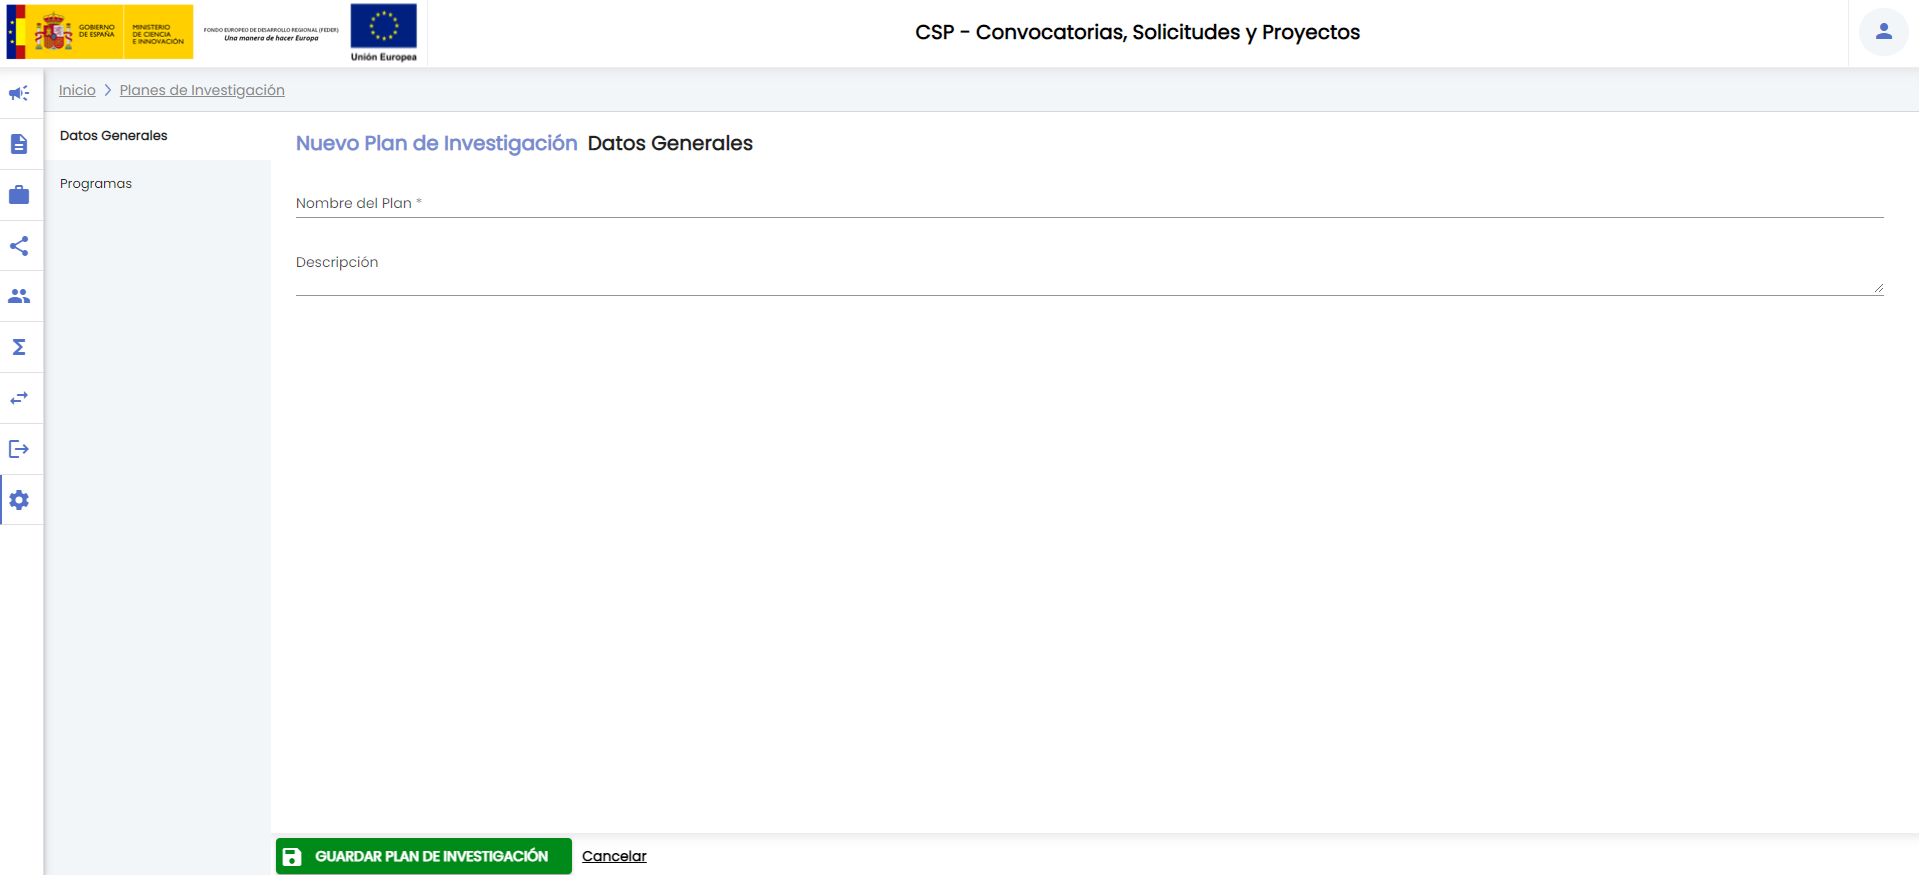 GOBIERNO
DE ESPAÑA
MINISTERIO
DE CIENCIA
E INNOVACIÓN
FONDO EUROPEO DE DESARROLLO REGIONAL (FEDER)
Una manera de hacer Europa
Unión Europea
CSP - Convocatorias, Solicitudes y Proyectos
Inicio > Planes de Investigación
Datos Generales
Programas
Nuevo Plan de Investigación Datos Generales
Nombre del Plan *
Descripción
GUARDAR PLAN DE INVESTIGACIÓN
Cancelar